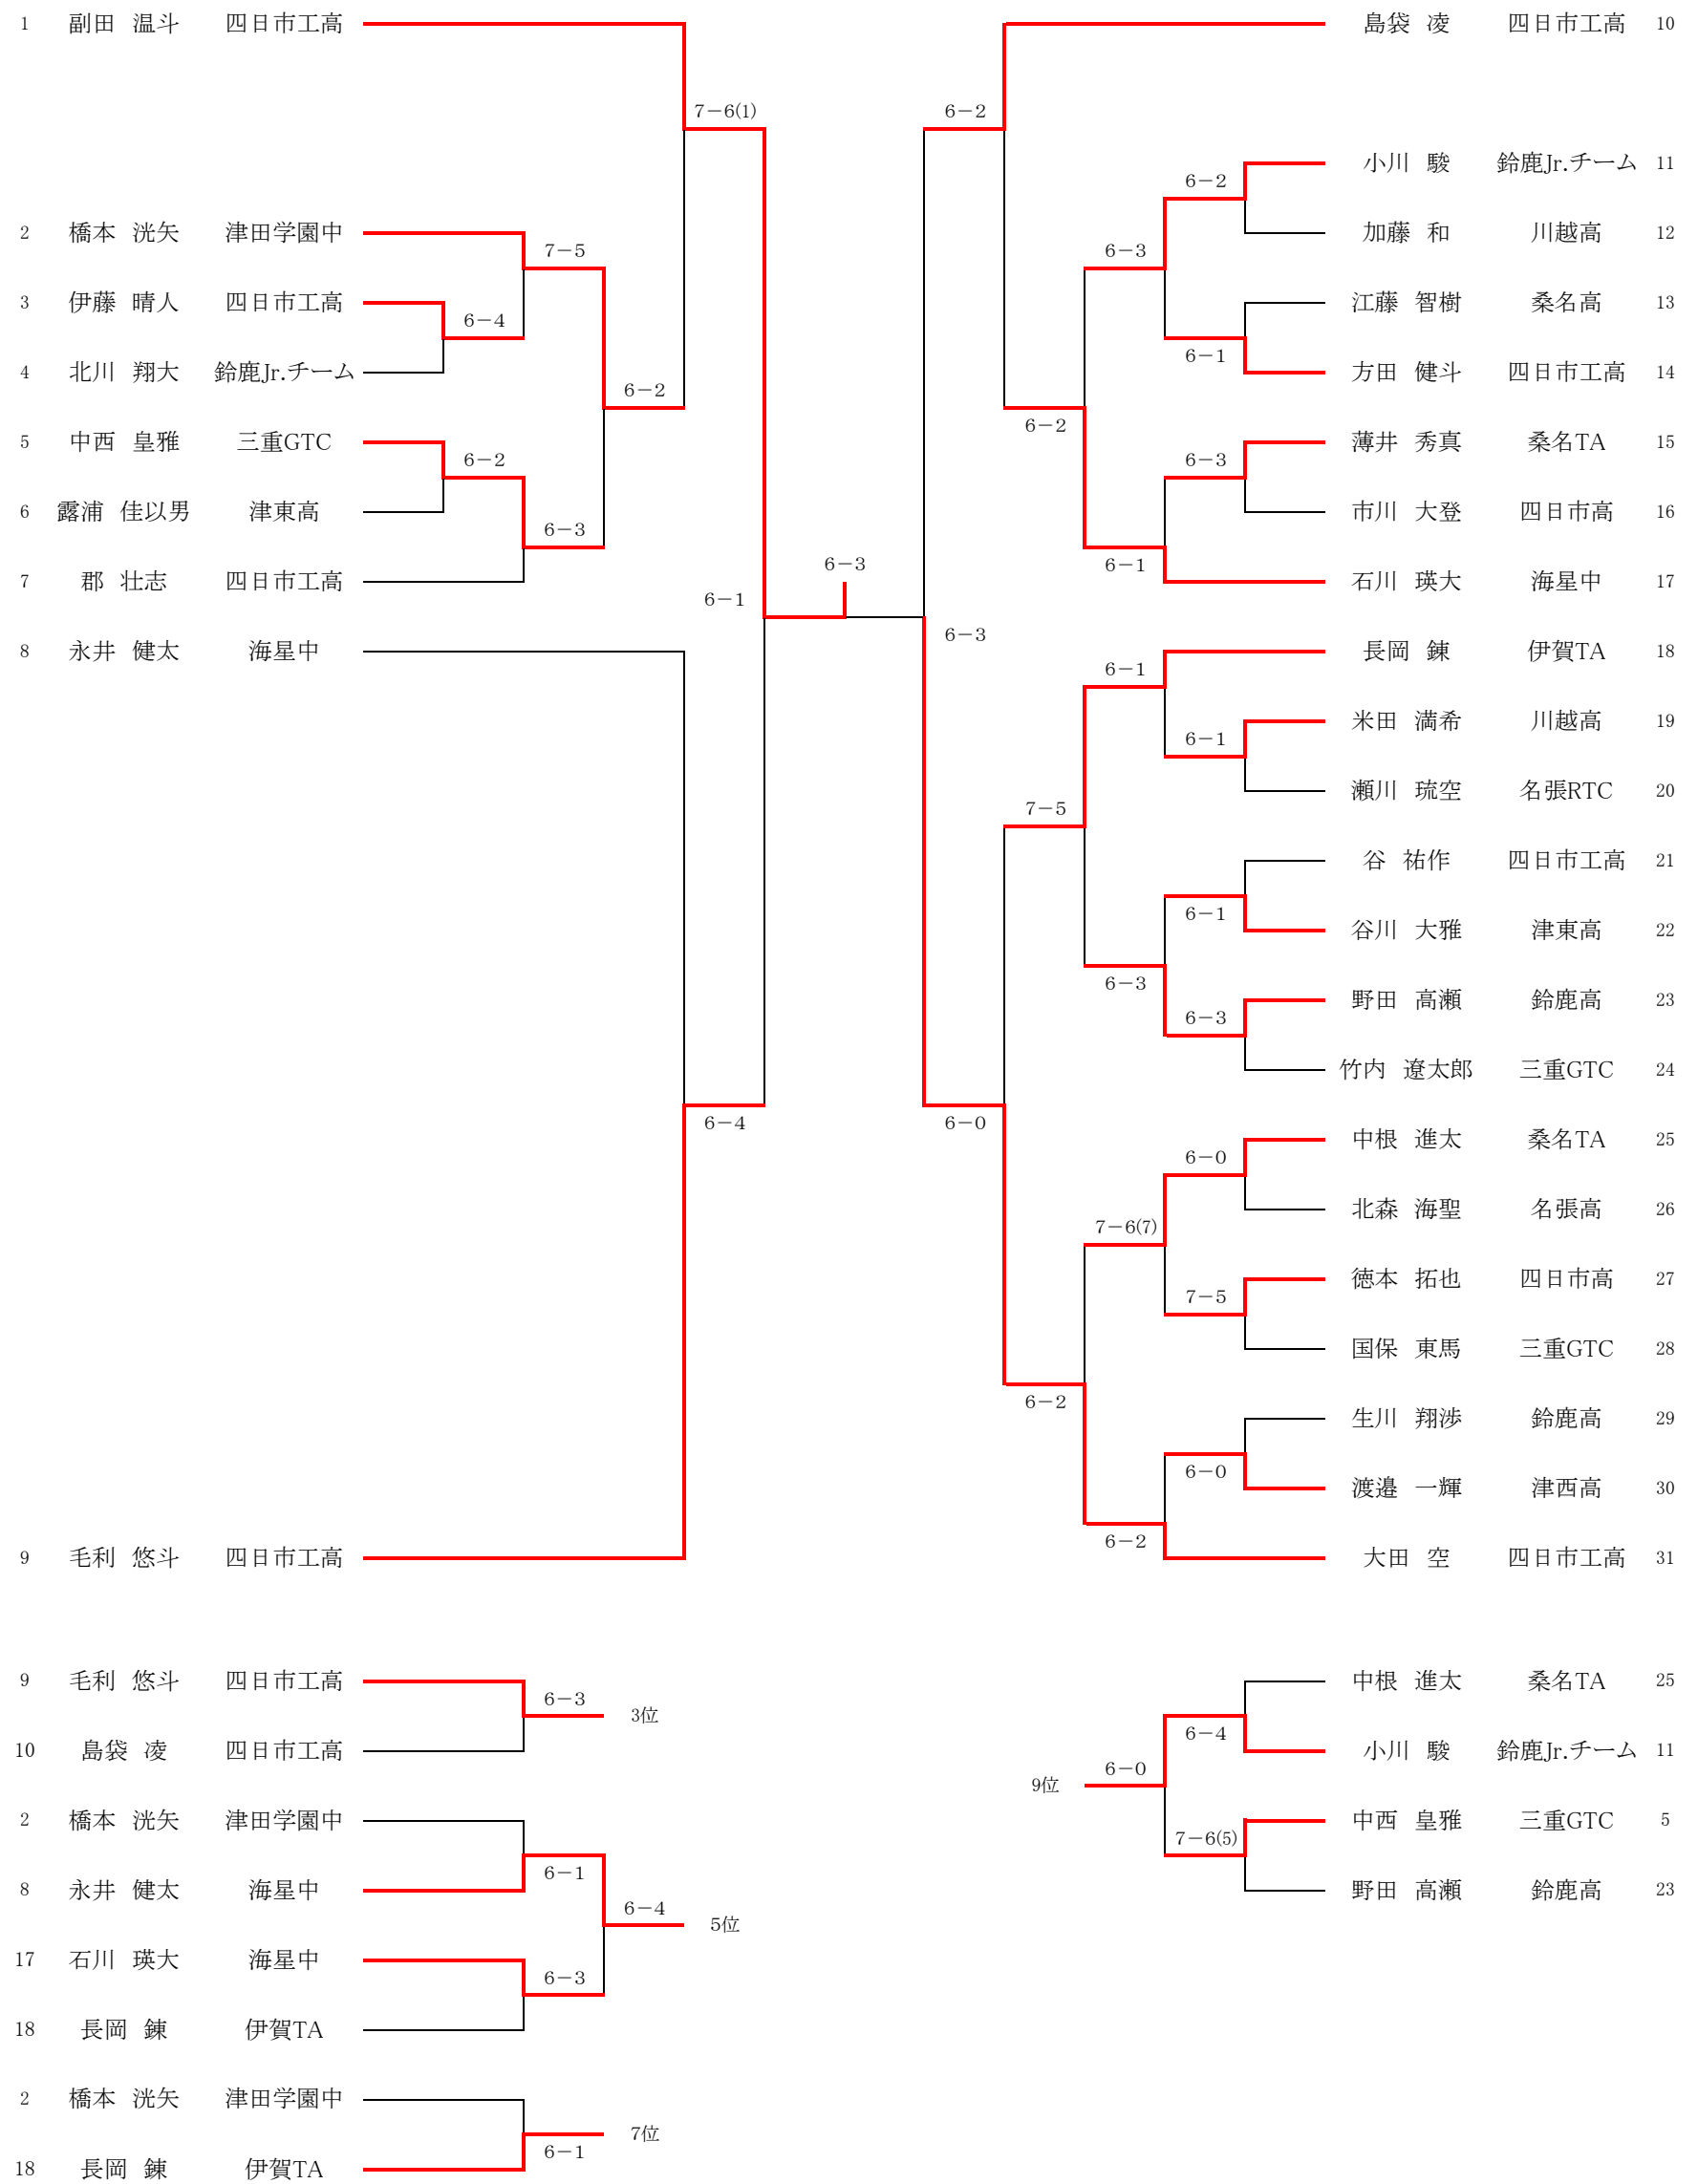 1 副田 温斗 四日市工高
7－6(1)
2 橋本 洸矢 津田学園中
7－5
3 伊藤 晴人 四日市工高
6－4
4 北川 翔大 鈴鹿Jr.チーム
6－2
5 中西 皇雅 三重GTC
6－2
6 露浦 佳以男 津東高
6－3
7 郡 壮志 四日市工高
6－1
8 永井 健太 海星中
6－4
9 毛利 悠斗 四日市工高
6－3
島袋 凌 四日市工高 10
6－2
小川 駿 鈴鹿Jr.チーム 11
6－2
加藤 和 川越高 12
6－3
江藤 智樹 桑名高 13
6－1
方田 健斗 四日市工高 14
6－2
薄井 秀真 桑名TA 15
6－3
市川 大登 四日市高 16
6－1
石川 瑛大 海星中 17
6－3
長岡 錬 伊賀TA 18
6－1
米田 満希 川越高 19
6－1
瀬川 琉空 名張RTC 20
7－5
谷 祐作 四日市工高 21
6－1
谷川 大雅 津東高 22
6－3
野田 高瀬 鈴鹿高 23
6－3
竹内 遼太郎 三重GTC 24
6－0
中根 進太 桑名TA 25
6－0
北森 海聖 名張高 26
7－6(7)
徳本 拓也 四日市高 27
7－5
国保 東馬 三重GTC 28
6－2
生川 翔渉 鈴鹿高 29
6－0
渡邉 一輝 津西高 30
6－2
大田 空 四日市工高 31
9 毛利 悠斗 四日市工高
6－3
3位
10 島袋 凌 四日市工高
2 橋本 洸矢 津田学園中
6－1
8 永井 健太 海星中
6－4
5位
17 石川 瑛大 海星中
6－3
18 長岡 錬 伊賀TA
2 橋本 洸矢 津田学園中
7位
6－1
18 長岡 錬 伊賀TA
中根 進太 桑名TA 25
6－4
小川 駿 鈴鹿Jr.チーム 11
6－0
9位
中西 皇雅 三重GTC 5
7－6(5)
野田 高瀬 鈴鹿高 23